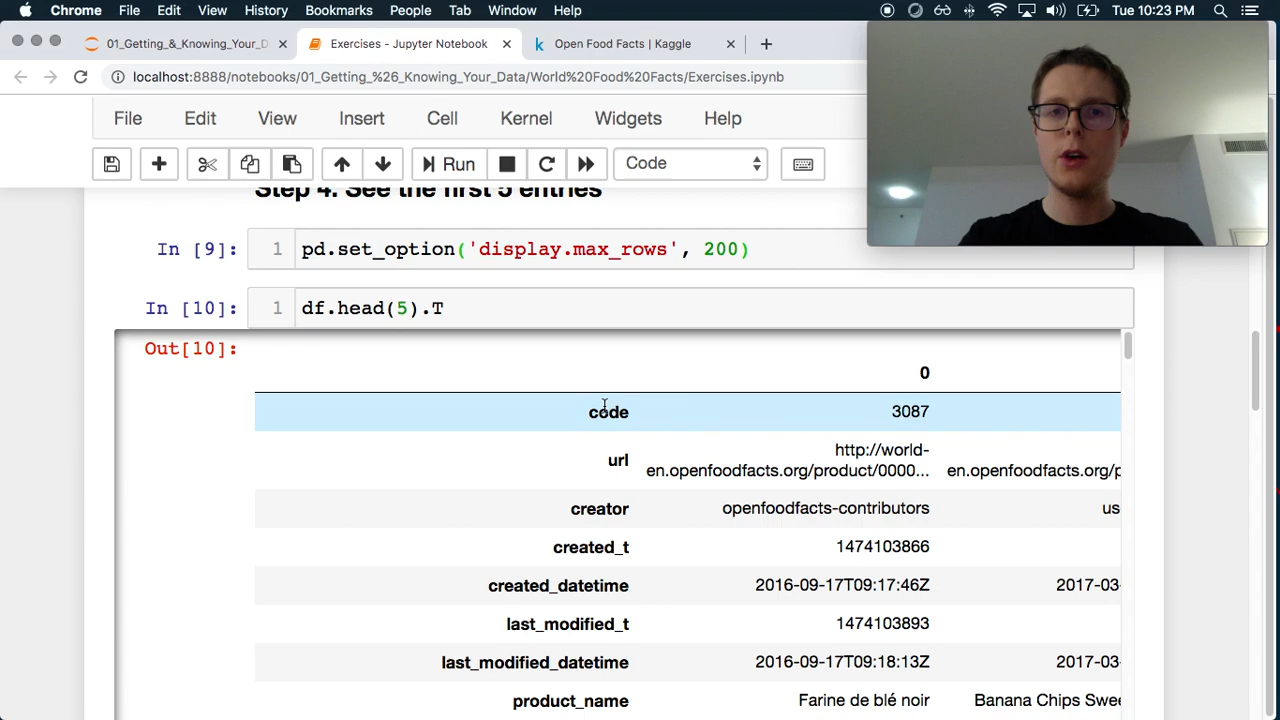 Chrome File Edit View History Bookmarks People Tab Window Help Tue 10:23 PM
01_Getting_&_Knowing_Your_D
Exercises - Jupyter Notebook
Open Food Facts | Kaggle
localhost:8888/notebooks/01_Getting_%26_Knowing_Your_Data/World%20Food%20Facts/Exercises.ipynb
File Edit View Insert Cell Kernel Widgets Help
Run Code
Step 4. See the first 5 entries
In [9]: 1 pd.set_option('display.max_rows', 200)
In [10]: 1 df.head(5).T
Out[10]:
0
code 3087
url http://world-
en.openfoodfacts.org/product/0000... en.openfoodfacts.org/p
creator openfoodfacts-contributors us
created_t 1474103866
created_datetime 2016-09-17T09:17:46Z 2017-03-
last_modified_t 1474103893
last_modified_datetime 2016-09-17T09:18:13Z 2017-03-
product_name Farine de blé noir Banana Chips Swee